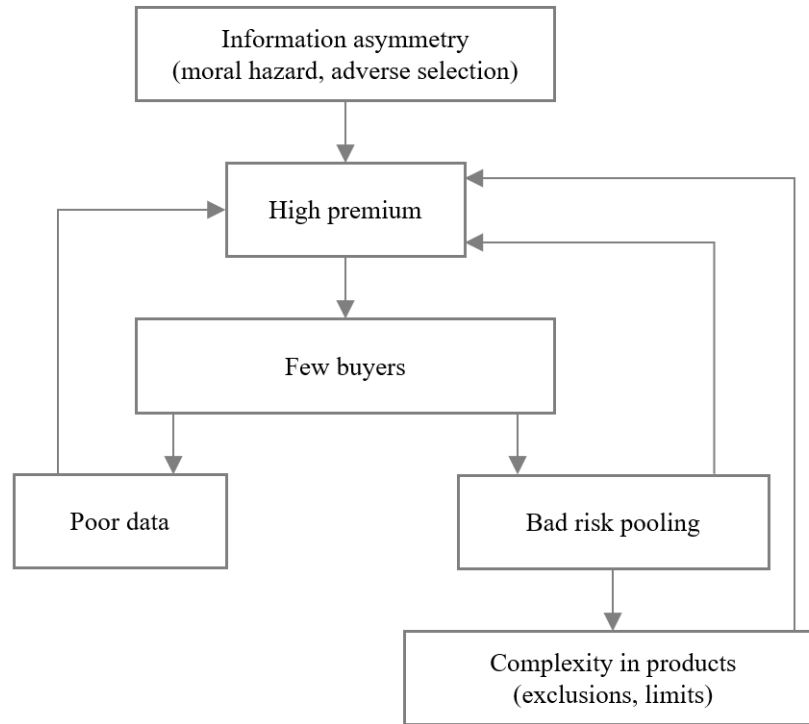 Information asymmetry
(moral hazard, adverse selection)
High premium
Few buyers
Poor data
Bad risk pooling
Complexity in products
(exclusions, limits)